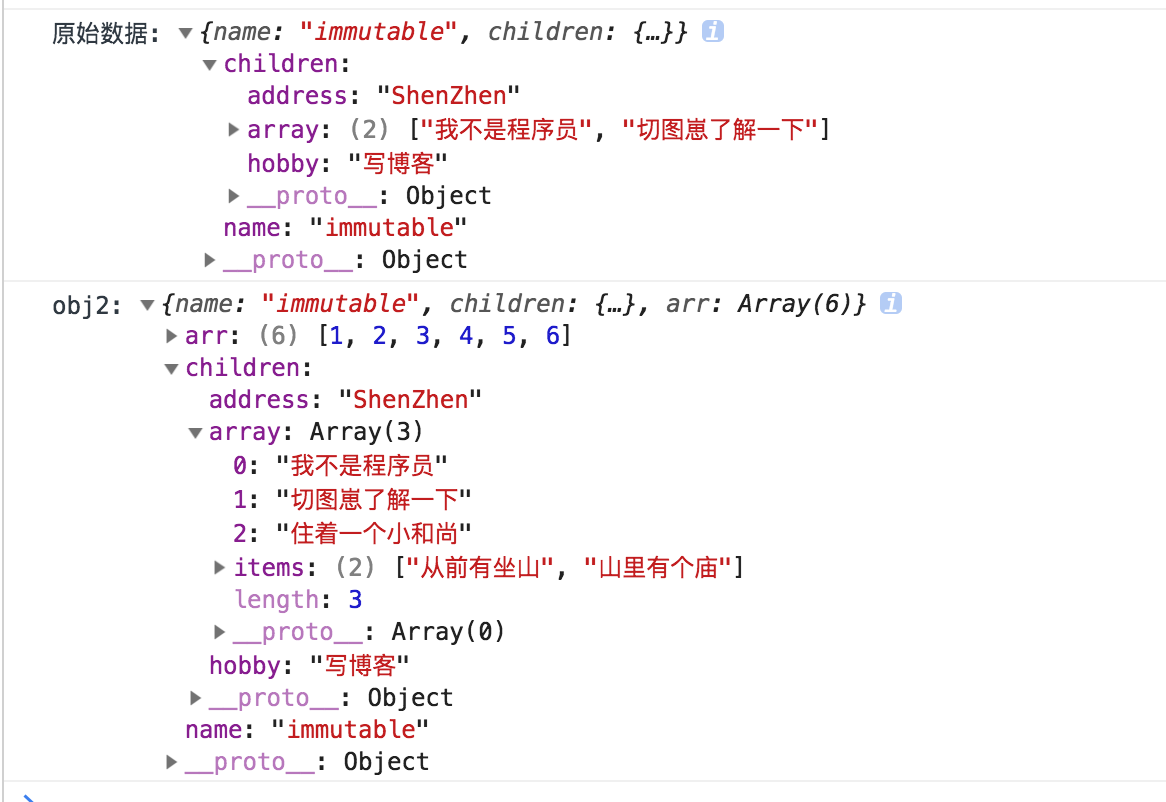 原始数据: ▼{name: "immutable", children: {…}} i
▼children:
address: "ShenZhen"
▶array: (2) ["我不是程序员", "切图崽了解一下"]
hobby: "写博客"
▶__proto__: Object
name: "immutable"
▶__proto__: Object
obj2: ▼{name: "immutable", children: {…}, arr: Array(6)} i
▶arr: (6) [1, 2, 3, 4, 5, 6]
▼children:
address: "ShenZhen"
▼array: Array(3)
0: "我不是程序员"
1: "切图崽了解一下"
2: "住着一个小和尚"
▶items: (2) ["从前有坐山", "山里有个庙"]
length: 3
▶__proto__: Array(0)
hobby: "写博客"
▶__proto__: Object
name: "immutable"
▶__proto__: Object